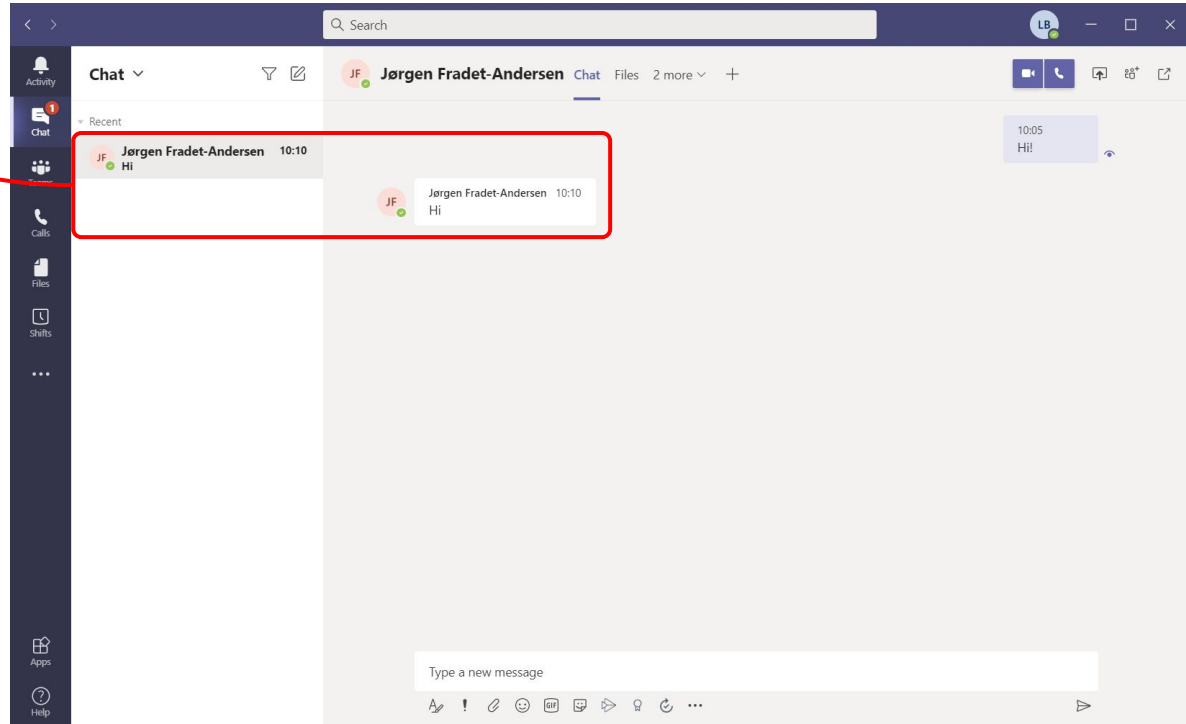 Search
LB
Activity
Chat
1
Teams
Calls
Files
Shifts
Apps
Help
Chat
Recent
JF Jørgen Fradet-Andersen 10:10
Hi
JF Jørgen Fradet-Andersen Chat Files 2 more
10:05
Hi!
JF Jørgen Fradet-Andersen 10:10
Hi
Type a new message
GIF